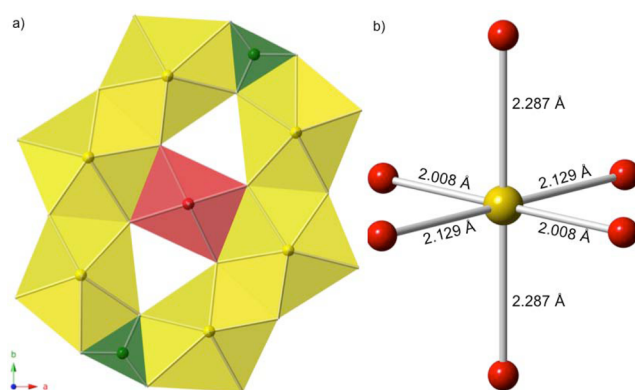 a)
b
a
b)
2.287 Å
2.008 Å
2.129 Å
2.129 Å
2.008 Å
2.287 Å